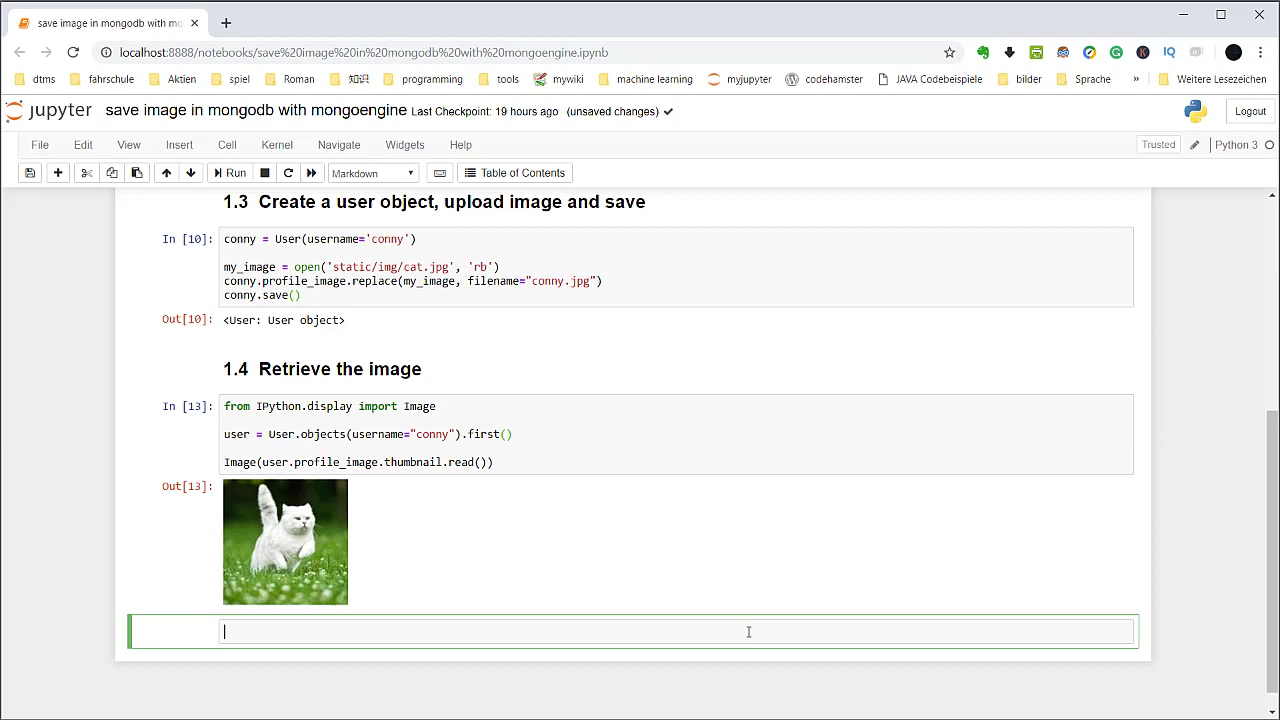 save image in mongodb with mo
localhost:8888/notebooks/save%20image%20in%20mongodb%20with%20mongoengine.ipynb
dtms fahrschule Aktien spiel Roman 知识 programming tools mywiki machine learning myjupyter codehamster JAVA Codebeispiele bilder Sprache » Weitere Lesezeichen
jupyter save image in mongodb with mongoengine Last Checkpoint: 19 hours ago (unsaved changes) Logout
File Edit View Insert Cell Kernel Navigate Widgets Help Trusted Python 3
Run Markdown Table of Contents
1.3 Create a user object, upload image and save
In [10]: conny = User(username='conny')
my_image = open('static/img/cat.jpg', 'rb')
conny.profile_image.replace(my_image, filename="conny.jpg")
conny.save()
Out[10]: <User: User object>
1.4 Retrieve the image
In [13]: from IPython.display import Image
user = User.objects(username="conny").first()
Image(user.profile_image.thumbnail.read())
Out[13]: